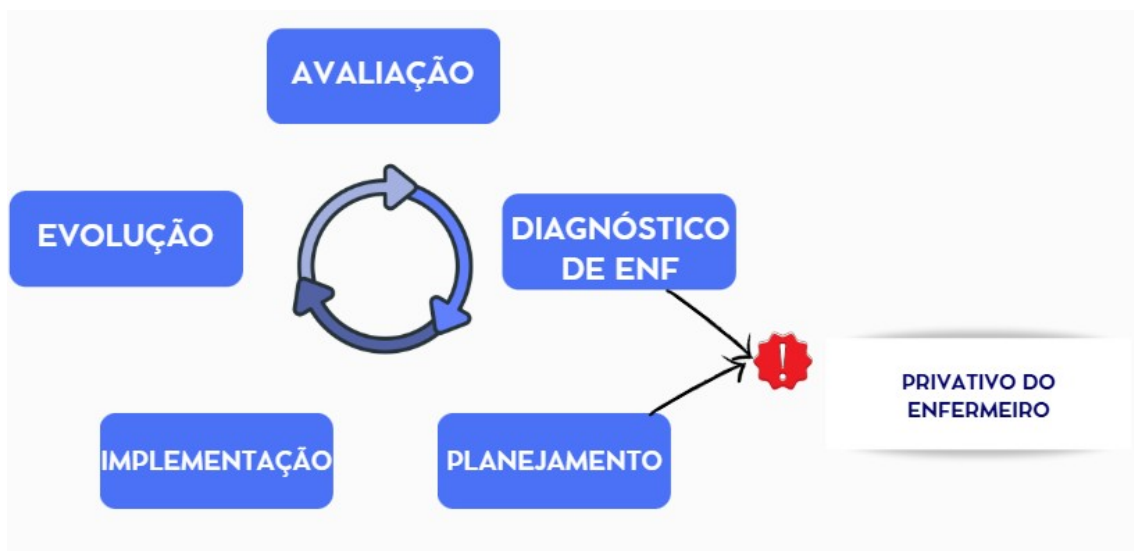 AVALIAÇÃO
EVOLUÇÃO
DIAGNÓSTICO
DE ENF
!
PRIVATIVO DO
ENFERMEIRO
IMPLEMENTAÇÃO
PLANEJAMENTO